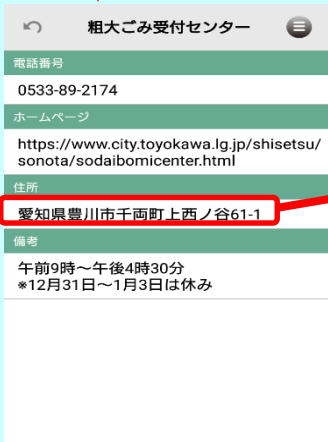 粗大ごみ受付センター
電話番号
0533-89-2174
ホームページ
https://www.city.toyokawa.lg.jp/shisetsu/
sonota/sodaibomicenter.html
住所
愛知県豊川市千両町上西ノ谷61-1
備考
午前9時～午後4時30分
※12月31日～1月3日は休み